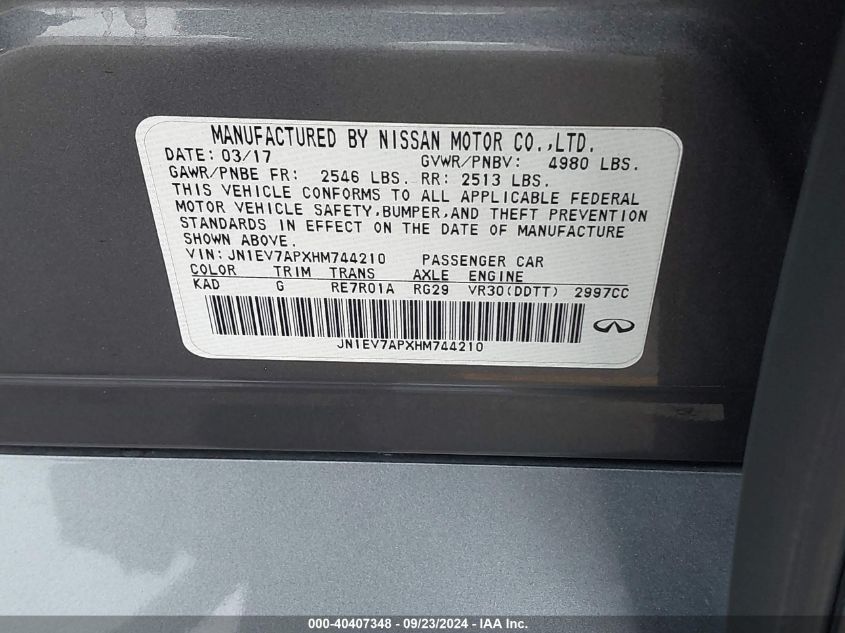 MANUFACTURED BY NISSAN MOTOR CO.,LTD.
DATE: 03/17 GVWR/PNBV: 4980 LBS.
GAWR/PNBE FR: 2546 LBS. RR: 2513 LBS.
THIS VEHICLE CONFORMS TO ALL APPLICABLE FEDERAL
MOTOR VEHICLE SAFETY,BUMPER,AND THEFT PREVENTION
STANDARDS IN EFFECT ON THE DATE OF MANUFACTURE
SHOWN ABOVE.
VIN:JN1EV7APXHM744210 PASSENGER CAR
COLOR TRIM TRANS AXLE ENGINE
KAD G RE7R01A RG29 VR30(DDTT) 2997CC
JN1EV7APXHM744210
000-40407348 - 09/23/2024 - IAA Inc.